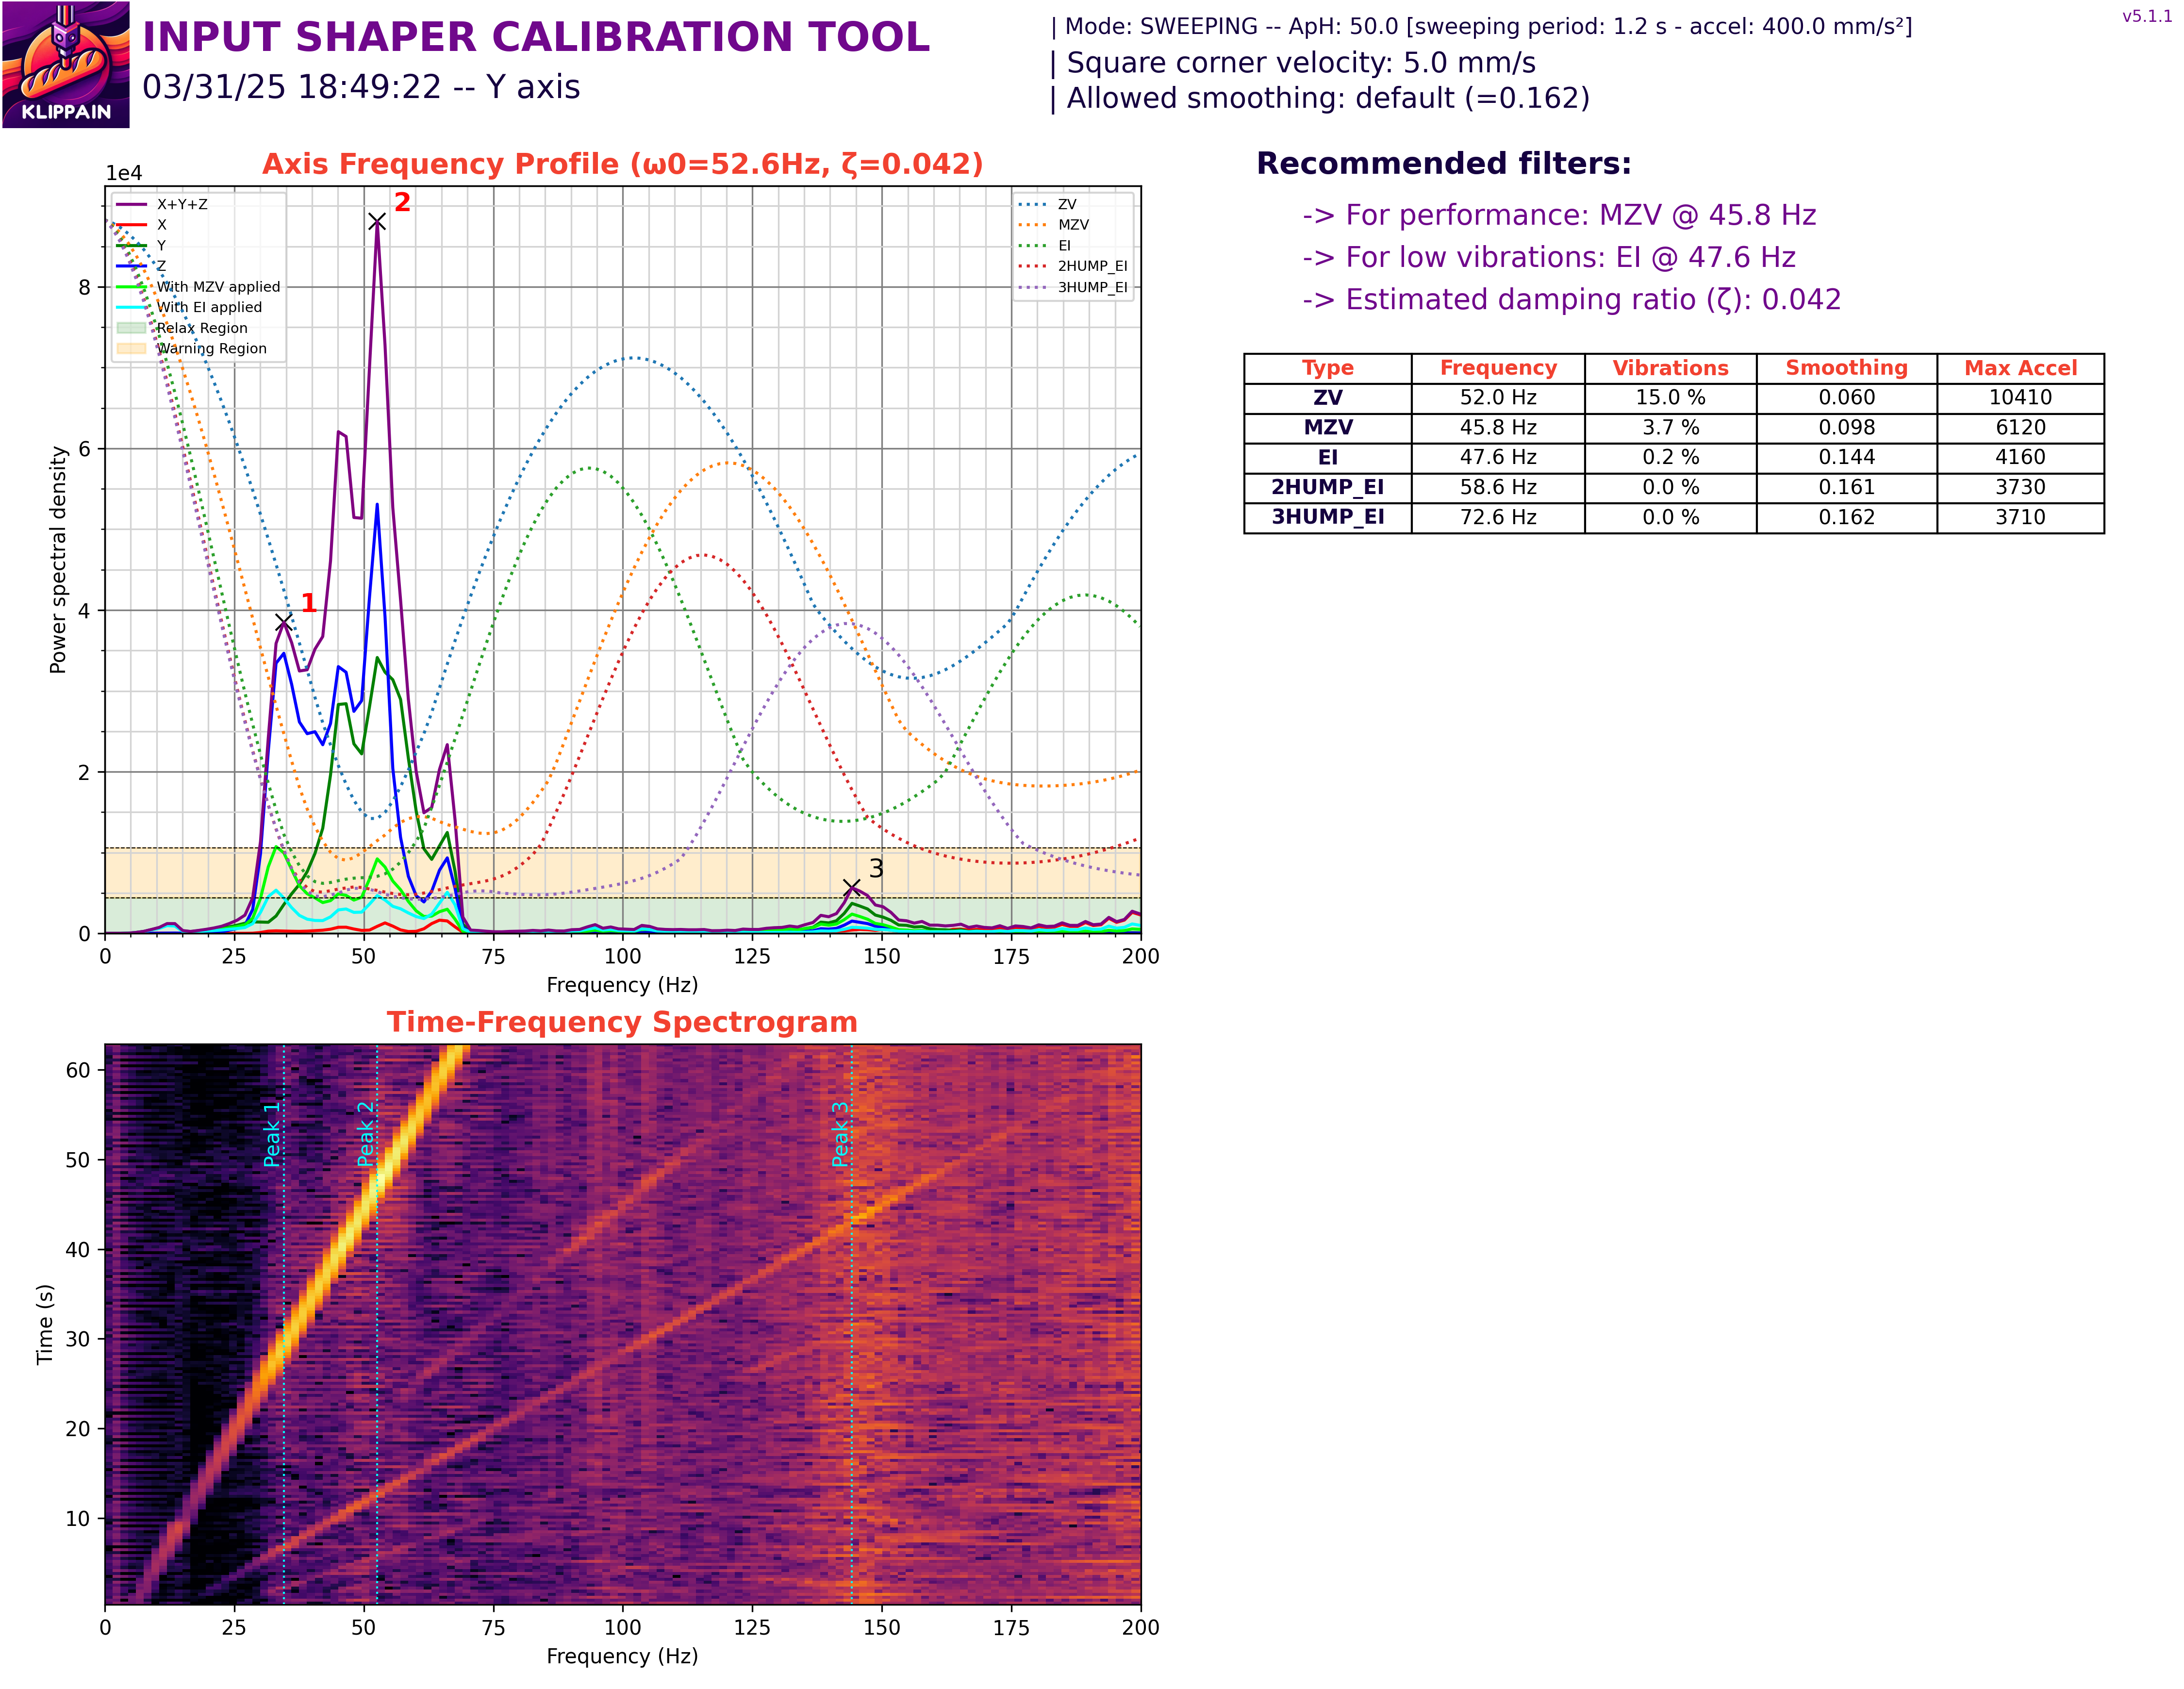 KLIPPAIN
INPUT SHAPER CALIBRATION TOOL
03/31/25 18:49:22 -- Y axis
| Mode: SWEEPING -- ApH: 50.0 [sweeping period: 1.2 s - accel: 400.0 mm/s²]
| Square corner velocity: 5.0 mm/s
| Allowed smoothing: default (=0.162)
v5.1.1
Axis Frequency Profile (ω0=52.6Hz, ζ=0.042)
1e4
X+Y+Z
X
Y
Z
With MZV applied
With EI applied
Relax Region
Warning Region
ZV
MZV
EI
2HUMP_EI
3HUMP_EI
1
2
3
Power spectral density
8
6
4
2
0
0 25 50 75 100 125 150 175 200
Frequency (Hz)
Recommended filters:
-> For performance: MZV @ 45.8 Hz
-> For low vibrations: EI @ 47.6 Hz
-> Estimated damping ratio (ζ): 0.042
Type Frequency Vibrations Smoothing Max Accel
ZV 52.0 Hz 15.0 % 0.060 10410
MZV 45.8 Hz 3.7 % 0.098 6120
EI 47.6 Hz 0.2 % 0.144 4160
2HUMP_EI 58.6 Hz 0.0 % 0.161 3730
3HUMP_EI 72.6 Hz 0.0 % 0.162 3710
Time-Frequency Spectrogram
Time (s)
60
50
40
30
20
10
Peak 1
Peak 2
Peak 3
0 25 50 75 100 125 150 175 200
Frequency (Hz)